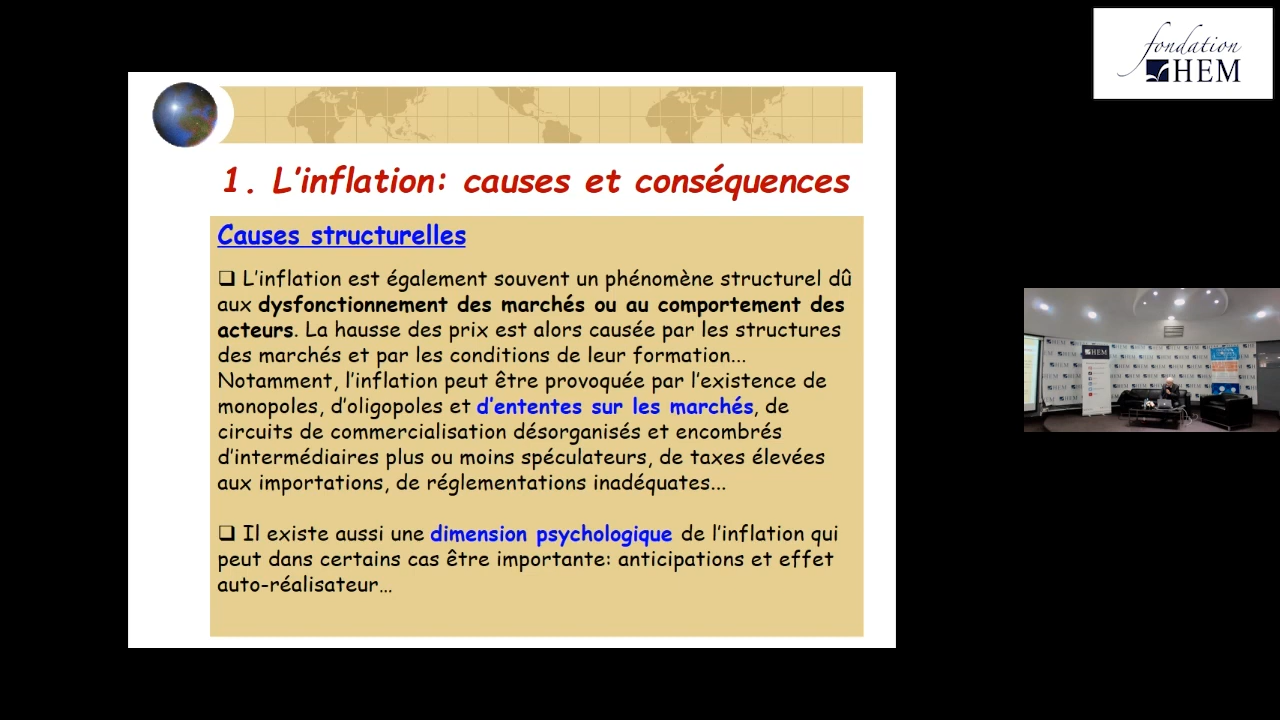 fondation
HEM
1. L'inflation: causes et conséquences
Causes structurelles
❑ L'inflation est également souvent un phénomène structurel dû
aux dysfonctionnement des marchés ou au comportement des
acteurs. La hausse des prix est alors causée par les structures
des marchés et par les conditions de leur formation...
Notamment, l'inflation peut être provoquée par l'existence de
monopoles, d'oligopoles et d'ententes sur les marchés, de
circuits de commercialisation désorganisés et encombrés
d'intermédiaires plus ou moins spéculateurs, de taxes élevées
aux importations, de réglementations inadéquates...
❑ Il existe aussi une dimension psychologique de l'inflation qui
peut dans certains cas être importante: anticipations et effet
auto-réalisateur…
HEM